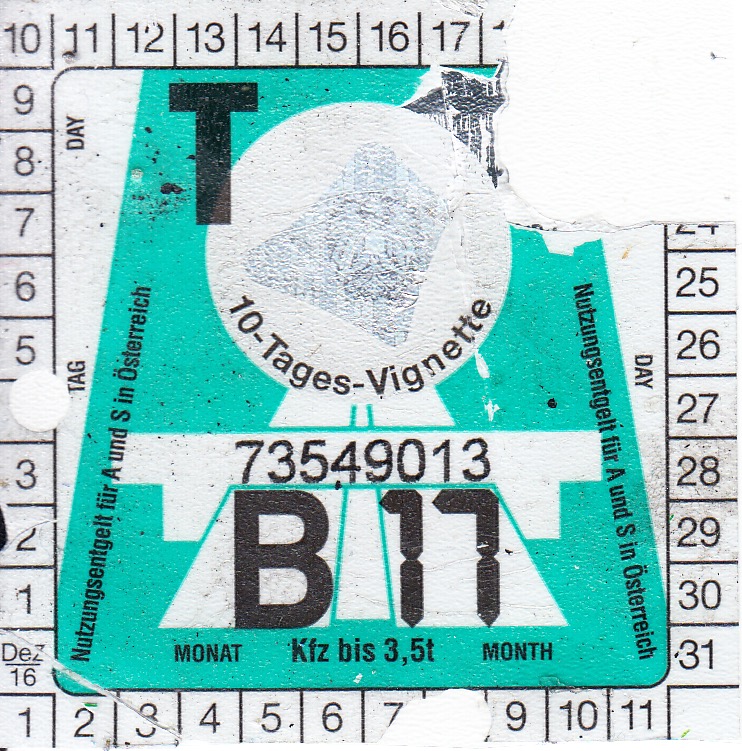 10 11 12 13 14 15 16 17
9
8
7
6
5
3
2
1
Dez
16
DAY
TAG
T
10-Tages-Vignette
Nutzungsentgelt für A und S in Österreich
73549013
B 17
MONAT Kfz bis 3,5t MONTH
Nutzungsentgelt für A und S in Österreich
DAY
24
25
26
27
28
29
30
31
1 2 3 4 5 6 7 9 10 11